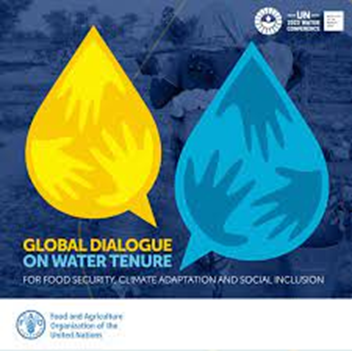 UN
2023 WATER
CONFERENCE
GLOBAL DIALOGUE
ON WATER TENURE
FOR FOOD SECURITY, CLIMATE ADAPTATION AND SOCIAL INCLUSION
Food and Agriculture
Organization of the
United Nations